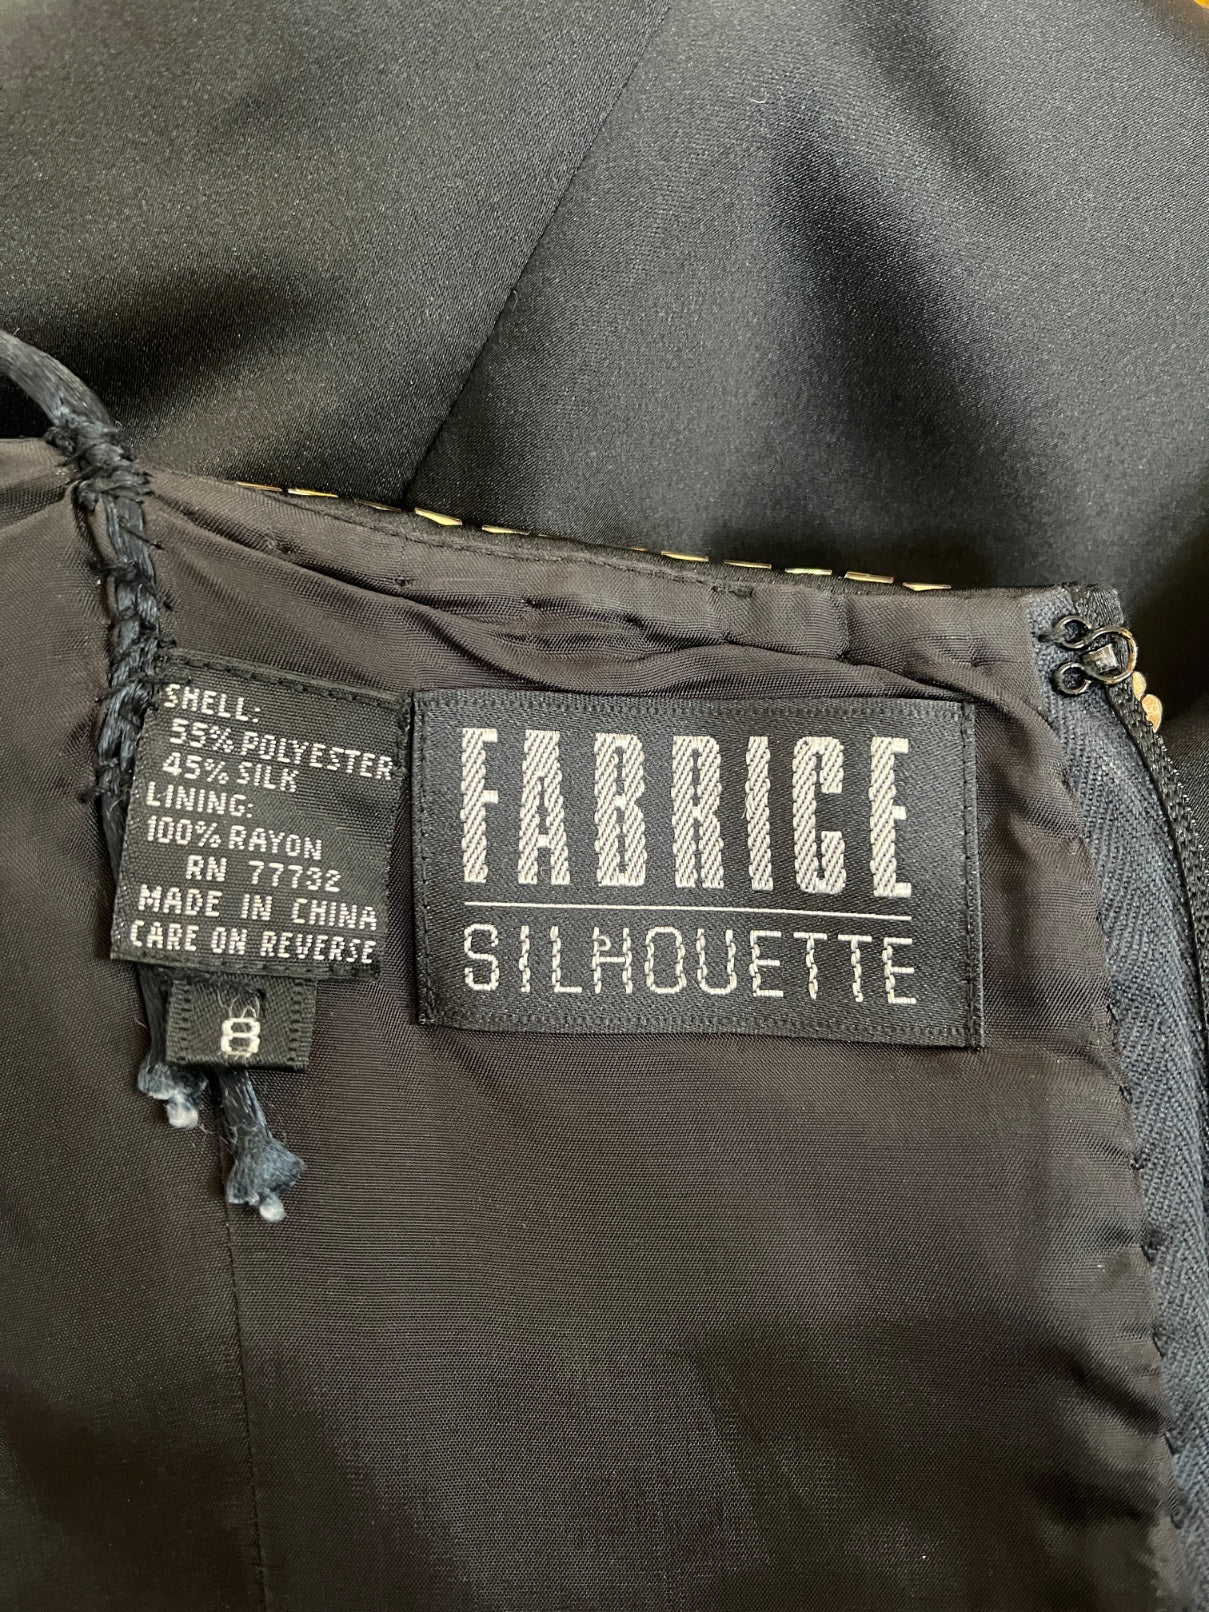 SHELL:
55% POLYESTER
45% SILK
LINING:
100% RAYON
RN 77732
MADE IN CHINA
CARE ON REVERSE
8
FABRICE
SILHOUETTE